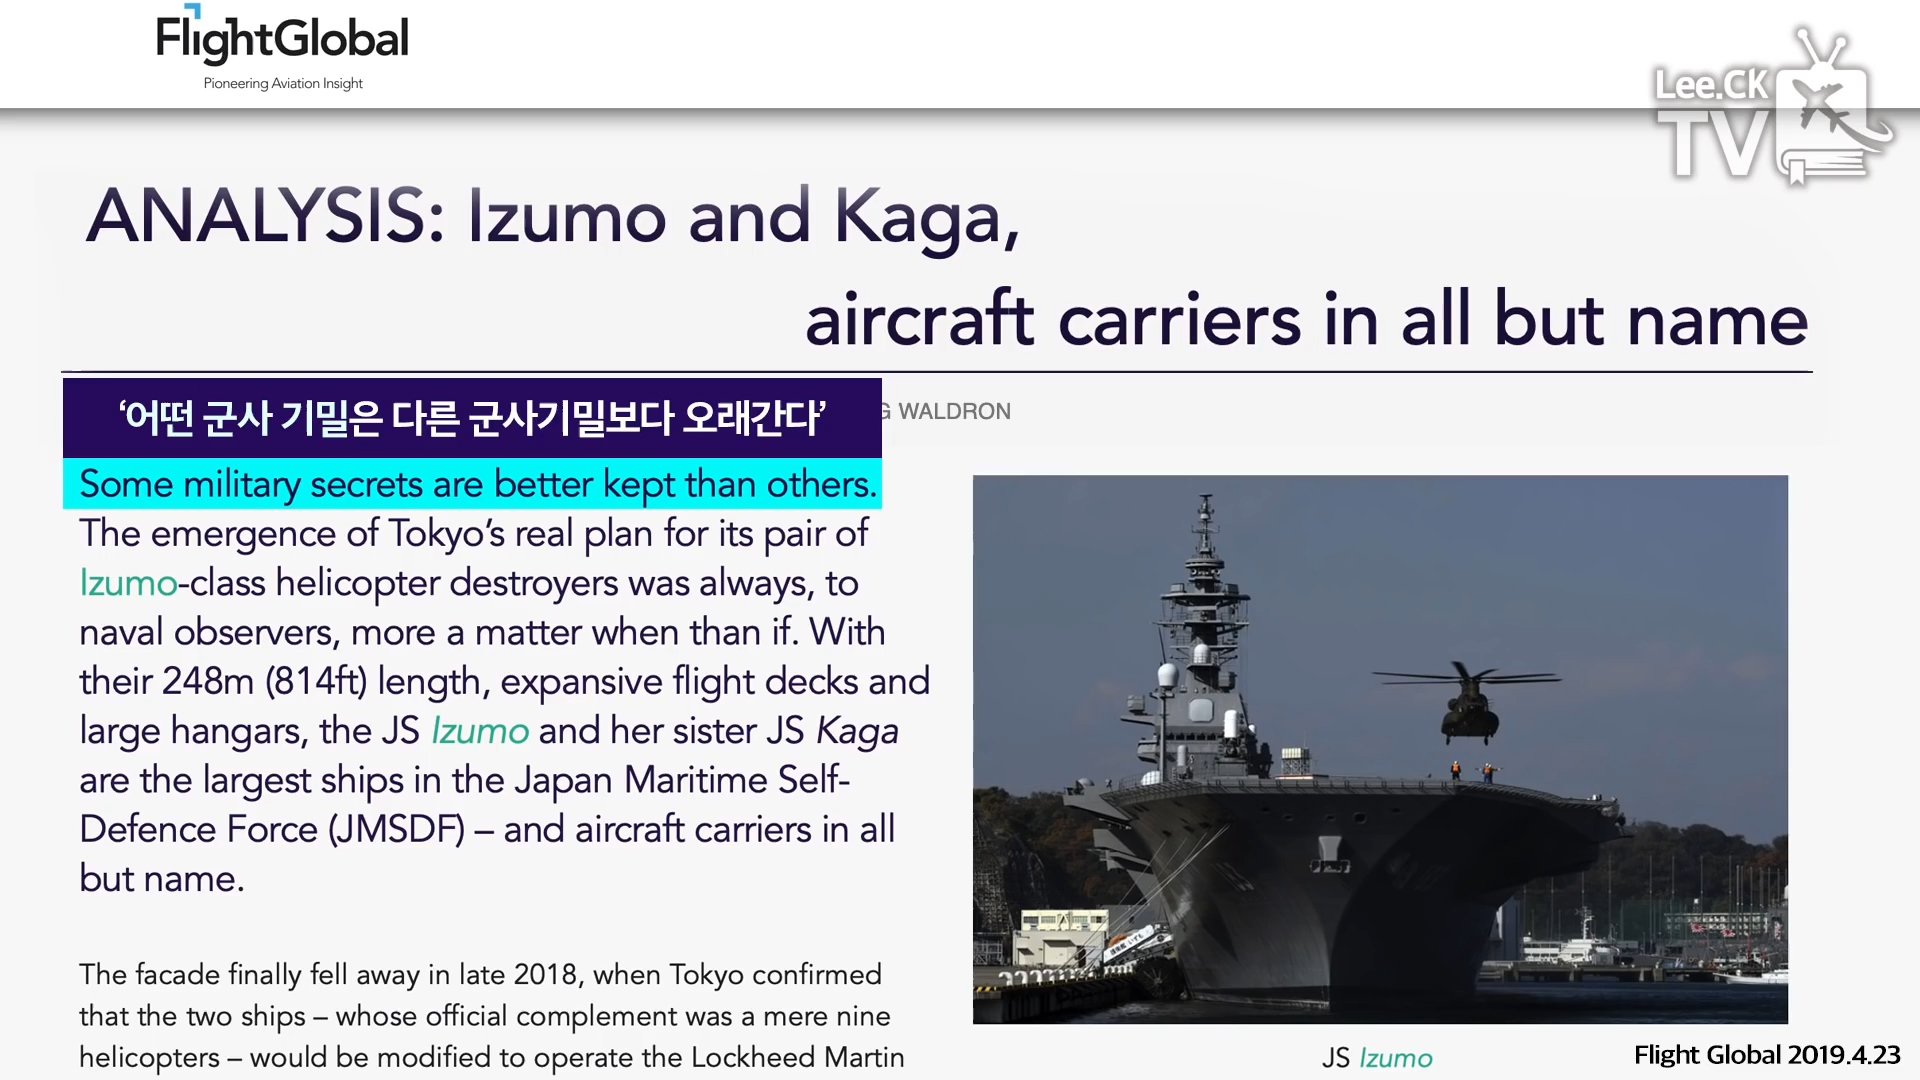 FlightGlobal
Pioneering Aviation Insight
Lee.CK
TV
ANALYSIS: Izumo and Kaga,
aircraft carriers in all but name
‘어떤 군사 기밀은 다른 군사기밀보다 오래간다’
WALDRON
Some military secrets are better kept than others.
The emergence of Tokyo’s real plan for its pair of
Izumo-class helicopter destroyers was always, to
naval observers, more a matter when than if. With
their 248m (814ft) length, expansive flight decks and
large hangars, the JS Izumo and her sister JS Kaga
are the largest ships in the Japan Maritime Self-
Defence Force (JMSDF) – and aircraft carriers in all
but name.
The facade finally fell away in late 2018, when Tokyo confirmed
that the two ships – whose official complement was a mere nine
helicopters – would be modified to operate the Lockheed Martin
JS Izumo
Flight Global 2019.4.23